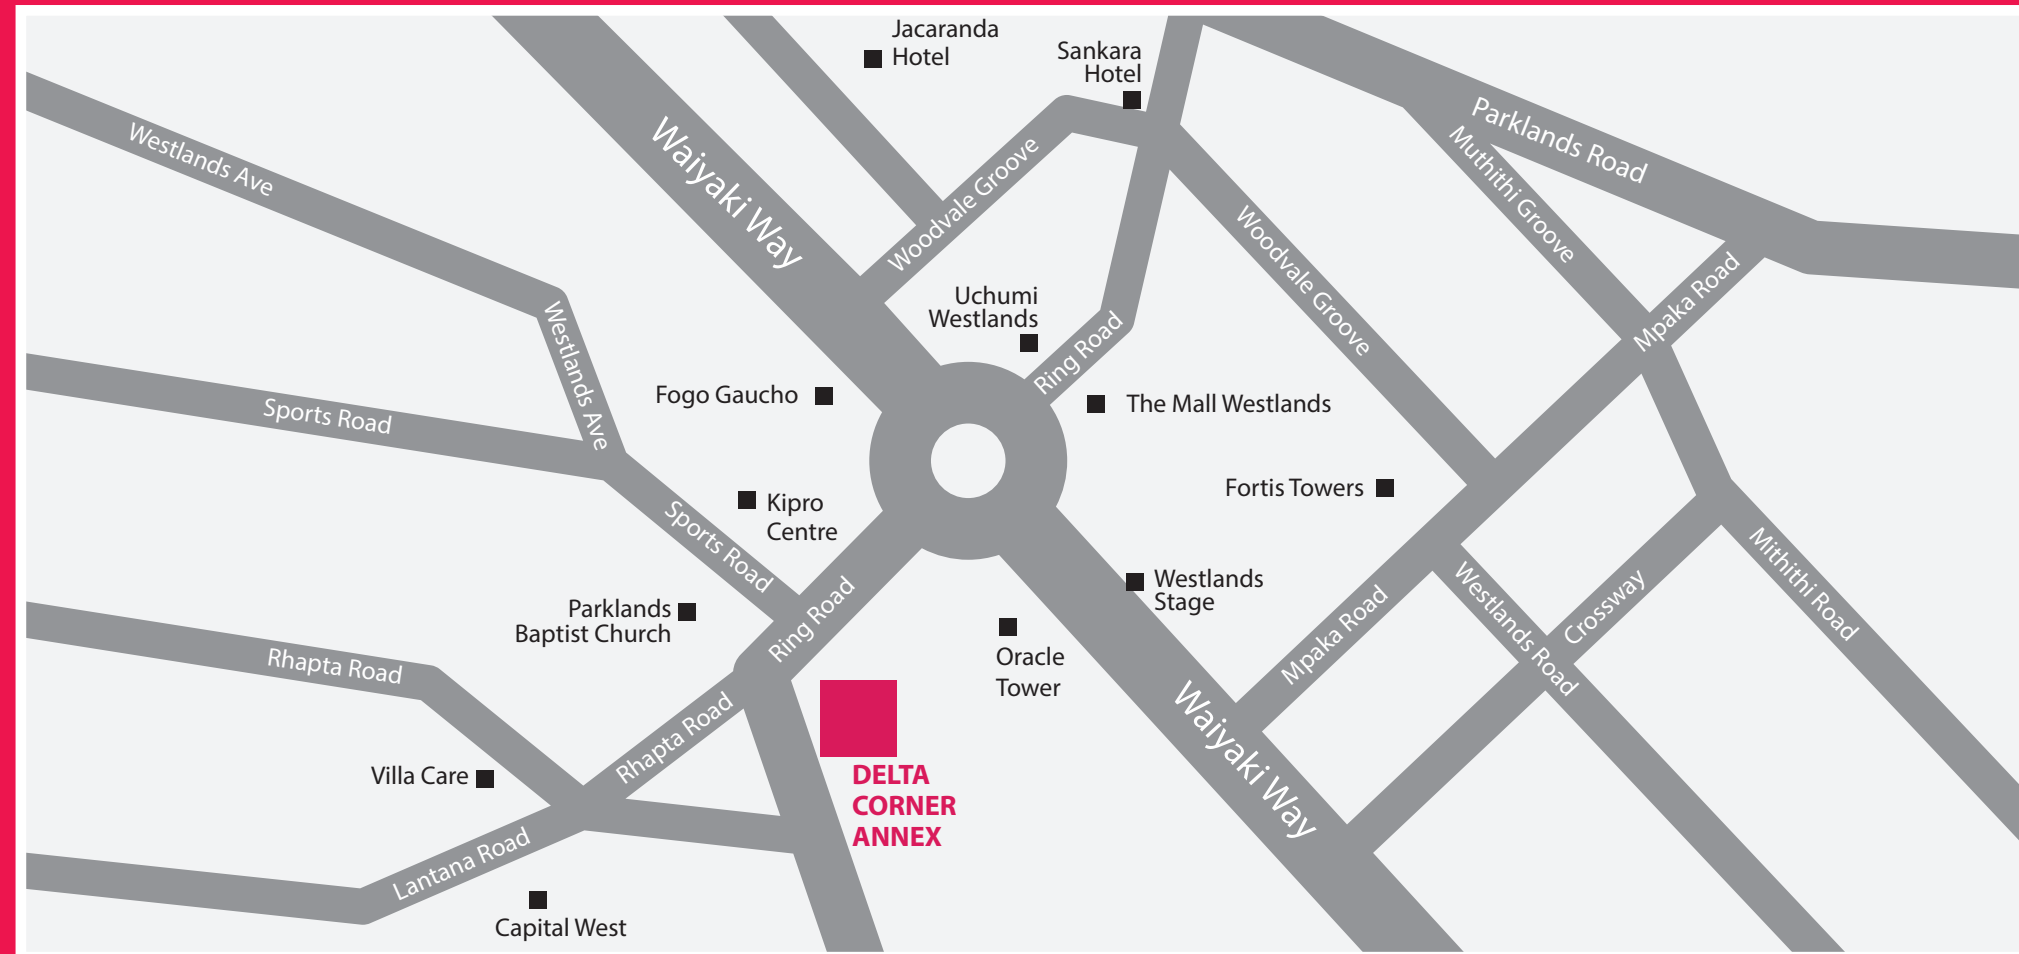 Jacaranda
Hotel
Sankara
Hotel
Parklands Road
Muthithi Groove
Westlands Ave
Waiyaki Way
Woodvale Groove
Woodvale Groove
Mpaka Road
Uchumi
Westlands
Ring Road
Westlands Ave
Fogo Gaucho
The Mall Westlands
Sports Road
Fortis Towers
Kipro
Centre
Sports Road
Mithithi Road
Westlands
Stage
Crossway
Westlands Road
Mpaka Road
Parklands
Baptist Church
Ring Road
Oracle
Tower
Rhapta Road
Rhapta Road
Waiyaki Way
Villa Care
DELTA
CORNER
ANNEX
Lantana Road
Capital West